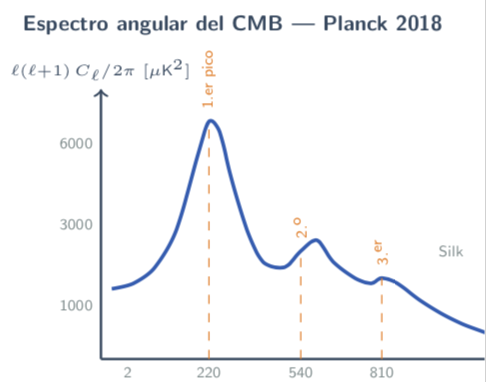 Espectro angular del CMB — Planck 2018
ℓ(ℓ+1) Cℓ/2π [μK²]
1.er pico
6000
3000
2.º
3.er
Silk
1000
2 220 540 810